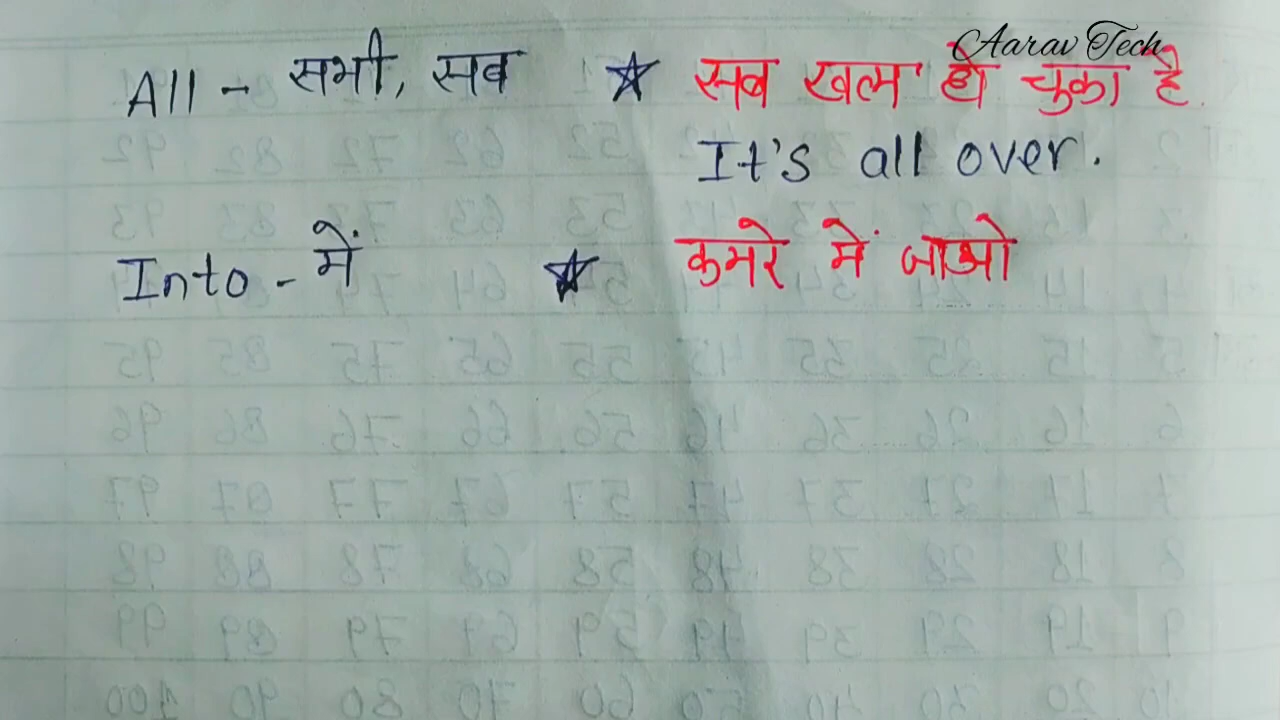 Aarav Tech
All - सभी, सब ☆ सब खत्म हो चुका है
It's all over.
Into - में ☆ कमरे में जाओ